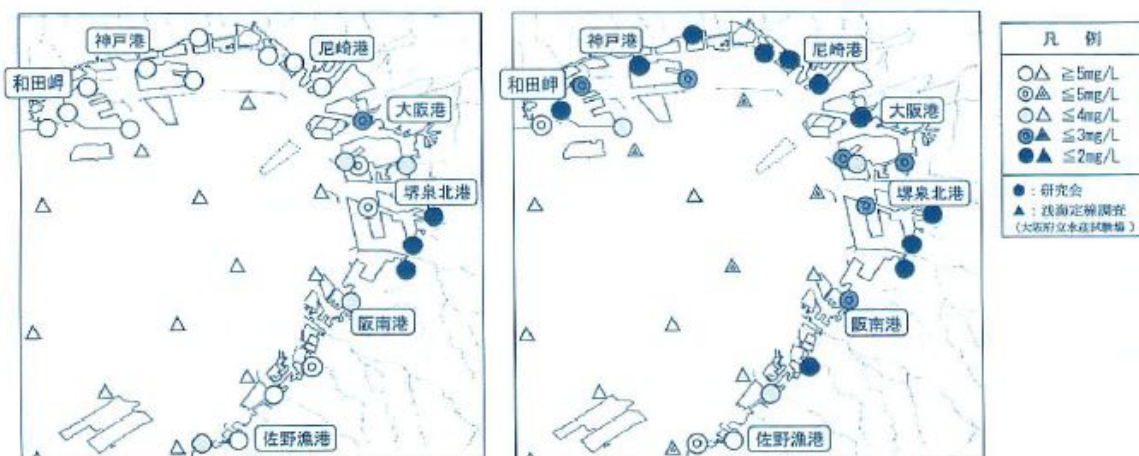 神戸港
尼崎港
和田岬
大阪港
堺泉北港
阪南港
佐野漁港
神戸港
尼崎港
和田岬
大阪港
堺泉北港
阪南港
佐野漁港
凡 例
○△ ≧5mg/L
◎△ ≦5mg/L
○△ ≦4mg/L
◎▲ ≦3mg/L
●▲ ≦2mg/L
●：研究会
▲：浅海定線調査
(大阪府立水産試験場)